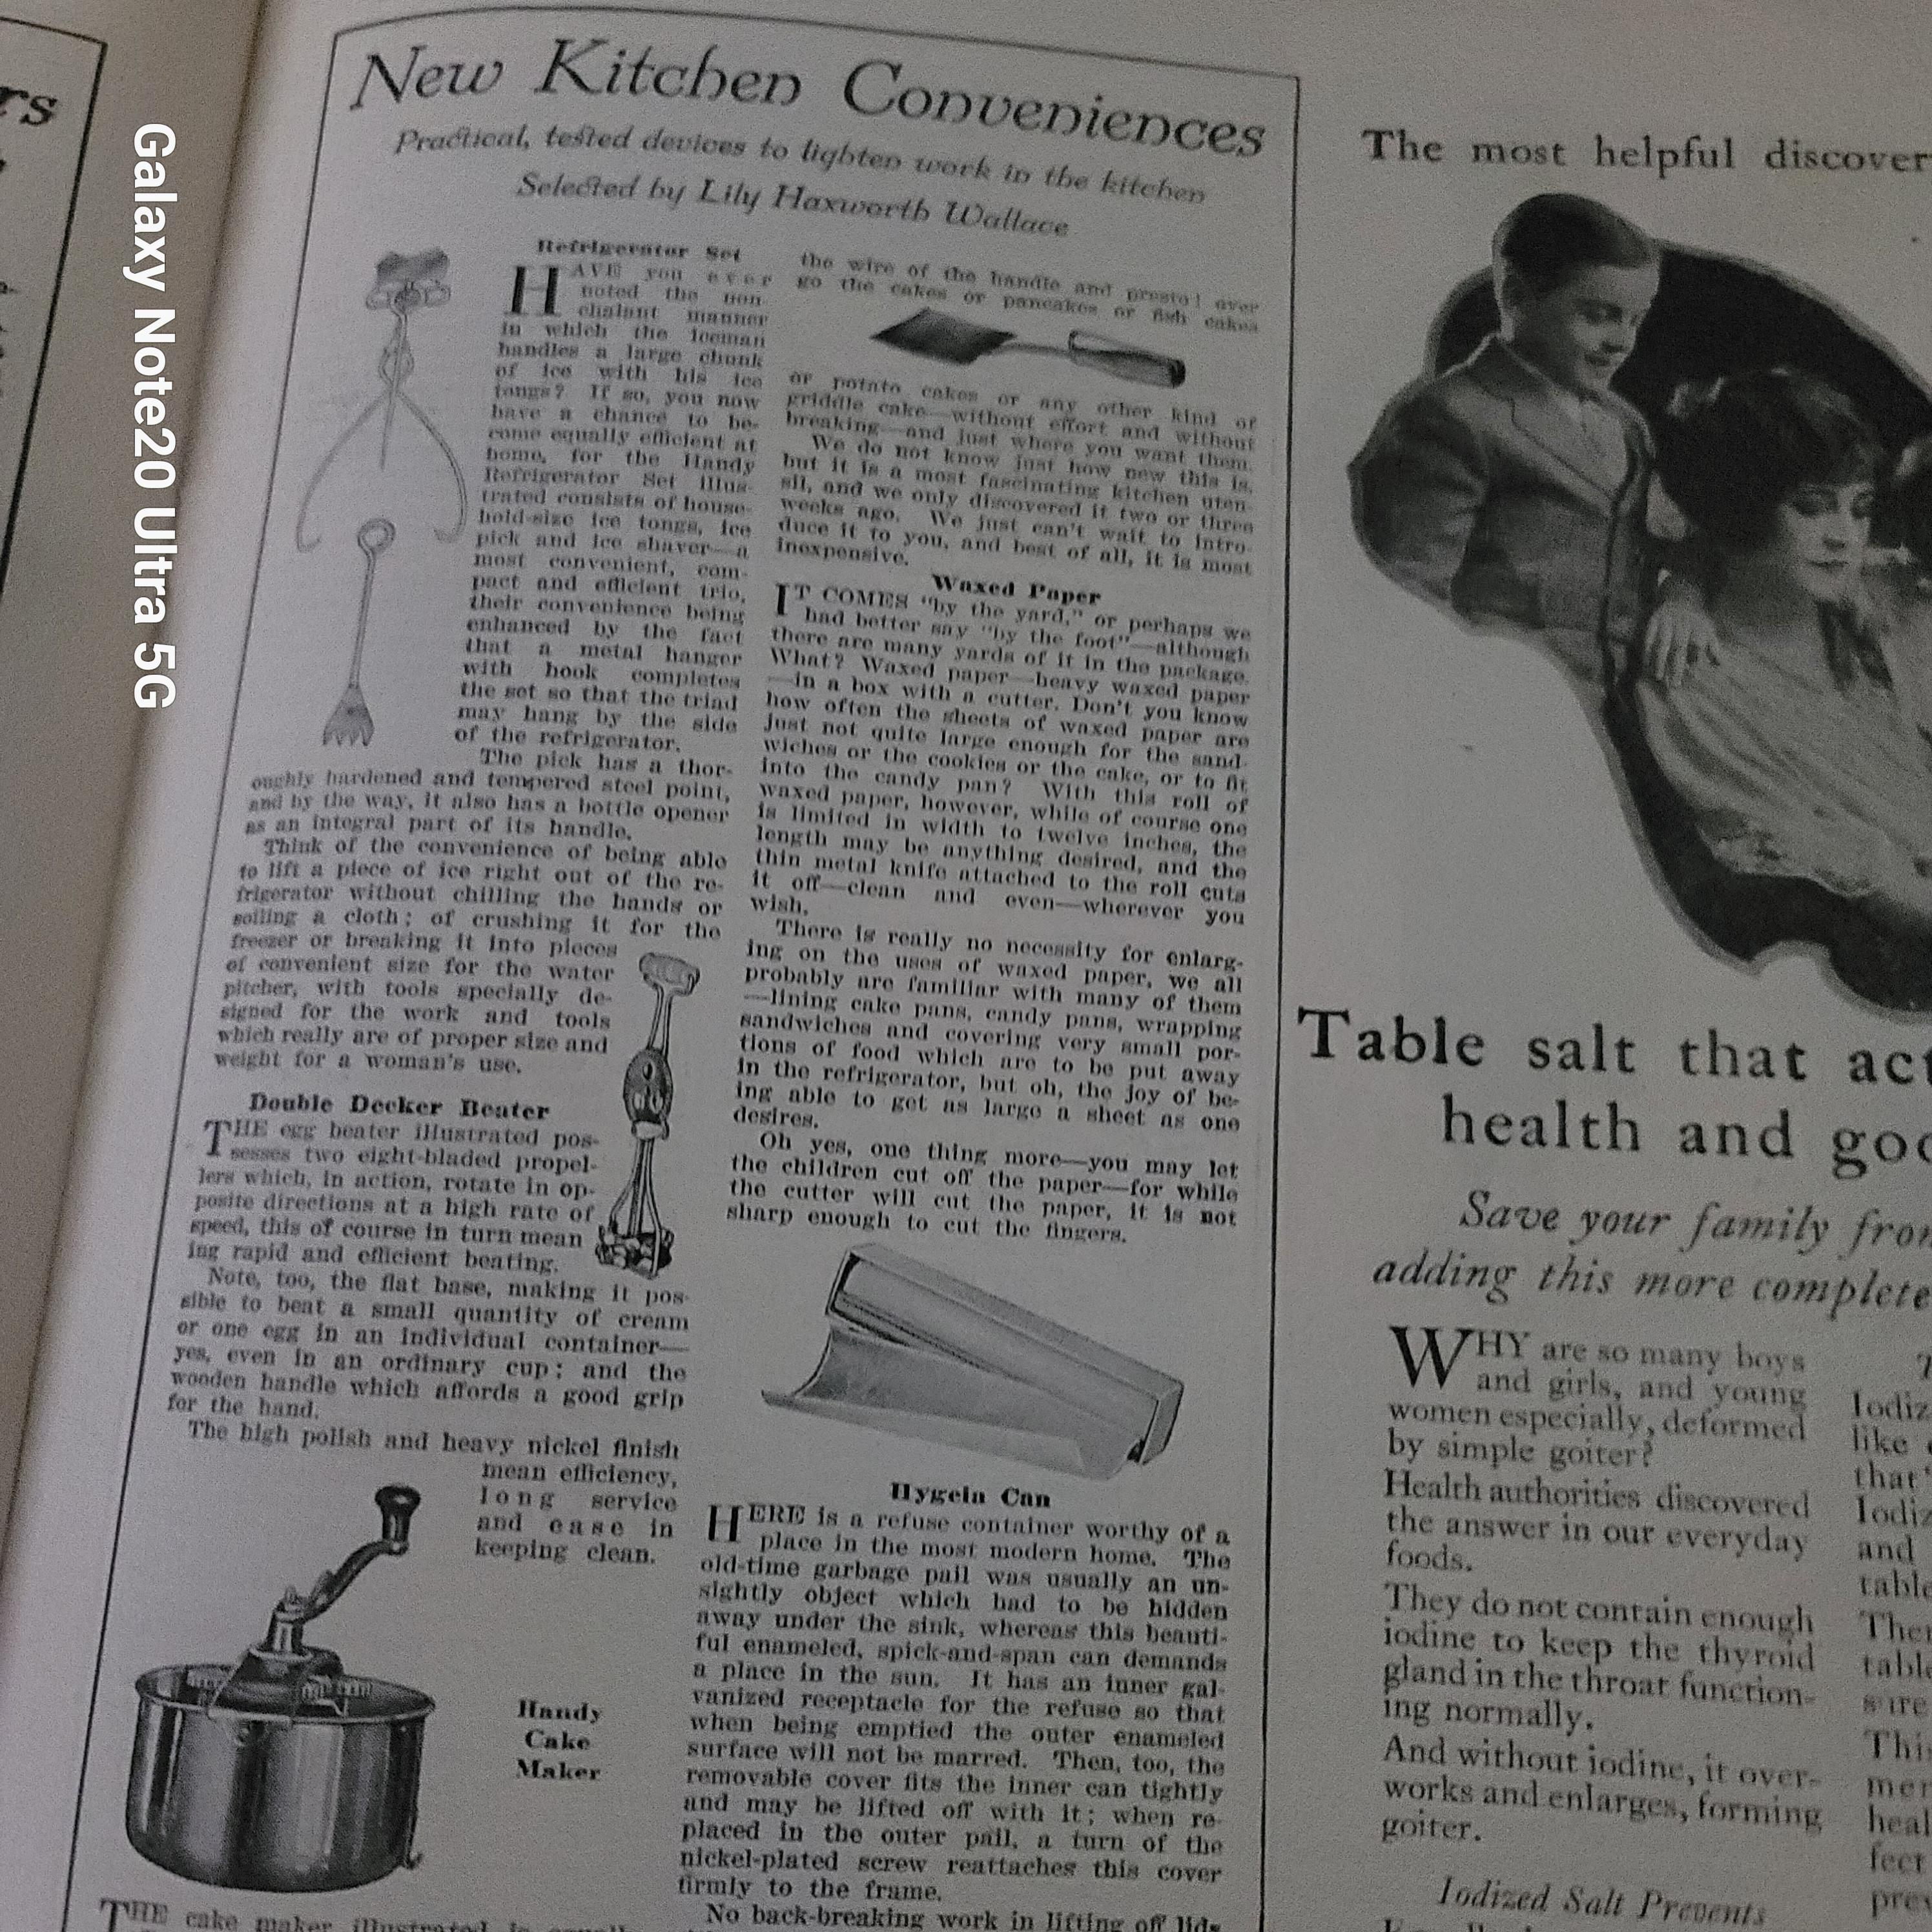 rs
Galaxy Note20 Ultra 5G
New Kitchen Conveniences
Practical, tested devices to lighten work in the kitchen
Selected by Lily Haxworth Wallace
Refrigerator Set
HAVE you ever
noted the non-
chalant manner
in which the iceman
handles a large chunk
of ice with his ice
tongs? If so, you now
have a chance to be-
come equally efficient at
home, for the Handy
Refrigerator Set illus-
trated consists of house-
hold-size ice tongs, ice
pick and ice shaver—a
most convenient, com-
pact and efficient trio,
their convenience being
enhanced by the fact
that a metal hanger
with hook completes
the set so that the triad
may hang by the side
of the refrigerator.
The pick has a thor-
oughly hardened and tempered steel point,
and by the way, it also has a bottle opener
as an integral part of its handle.
Think of the convenience of being able
to lift a piece of ice right out of the re-
frigerator without chilling the hands or
soiling a cloth; of crushing it for the
freezer or breaking it into pieces
of convenient size for the water
pitcher, with tools specially de-
signed for the work and tools
which really are of proper size and
weight for a woman's use.
Double Decker Beater
THE egg beater illustrated pos-
sesses two eight-bladed propel-
lers which, in action, rotate in op-
posite directions at a high rate of
speed, this of course in turn mean
ing rapid and efficient beating.
Note, too, the flat base, making it pos-
sible to beat a small quantity of cream
or one egg in an individual container—
yes, even in an ordinary cup; and the
wooden handle which affords a good grip
for the hand.
The high polish and heavy nickel finish
mean efficiency,
long service
and ease in
keeping clean.
Handy
Cake
Maker
THE cake maker illustrated is
the wire of the handle and presto! over
go the cakes or pancakes or fish cakes
or potato cakes or any other kind of
griddle cake—without effort and without
breaking—and just where you want them.
We do not know just how new this is,
but it is a most fascinating kitchen uten-
sil, and we only discovered it two or three
weeks ago. We just can't wait to intro-
duce it to you, and best of all, it is most
inexpensive.
Waxed Paper
IT COMES "by the yard," or perhaps we
had better say "by the foot"—although
there are many yards of it in the package.
What? Waxed paper—heavy waxed paper
—in a box with a cutter. Don't you know
how often the sheets of waxed paper are
just not quite large enough for the sand-
wiches or the cookies or the cake, or to fit
into the candy pan? With this roll of
waxed paper, however, while of course one
is limited in width to twelve inches, the
length may be anything desired, and the
thin metal knife attached to the roll cuts
it off—clean and even—wherever you
wish.
There is really no necessity for enlarg-
ing on the uses of waxed paper, we all
probably are familiar with many of them
—lining cake pans, candy pans, wrapping
sandwiches and covering very small por-
tions of food which are to be put away
in the refrigerator, but oh, the joy of be-
ing able to get as large a sheet as one
desires.
Oh yes, one thing more—you may let
the children cut off the paper—for while
the cutter will cut the paper, it is not
sharp enough to cut the fingers.
Hygeia Can
HERE is a refuse container worthy of a
place in the most modern home. The
old-time garbage pail was usually an un-
sightly object which had to be hidden
away under the sink, whereas this beauti-
ful enameled, spick-and-span can demands
a place in the sun. It has an inner gal-
vanized receptacle for the refuse so that
when being emptied the outer enameled
surface will not be marred. Then, too, the
removable cover fits the inner can tightly
and may be lifted off with it; when re-
placed in the outer pail, a turn of the
nickel-plated screw reattaches this cover
firmly to the frame.
No back-breaking work in lifting off lids
The most helpful discover
Table salt that act
health and goo
Save your family from
adding this more complete
WHY are so many boys
and girls, and young
women especially, deformed
by simple goiter?
Health authorities discovered
the answer in our everyday
foods.
They do not contain enough
iodine to keep the thyroid
gland in the throat function-
ing normally.
And without iodine, it over-
works and enlarges, forming
goiter.
Iodized Salt Prevents
Iodiz
like
that'
Iodiz
and
table
Ther
table
sure
This
mer
heal
fect
pre